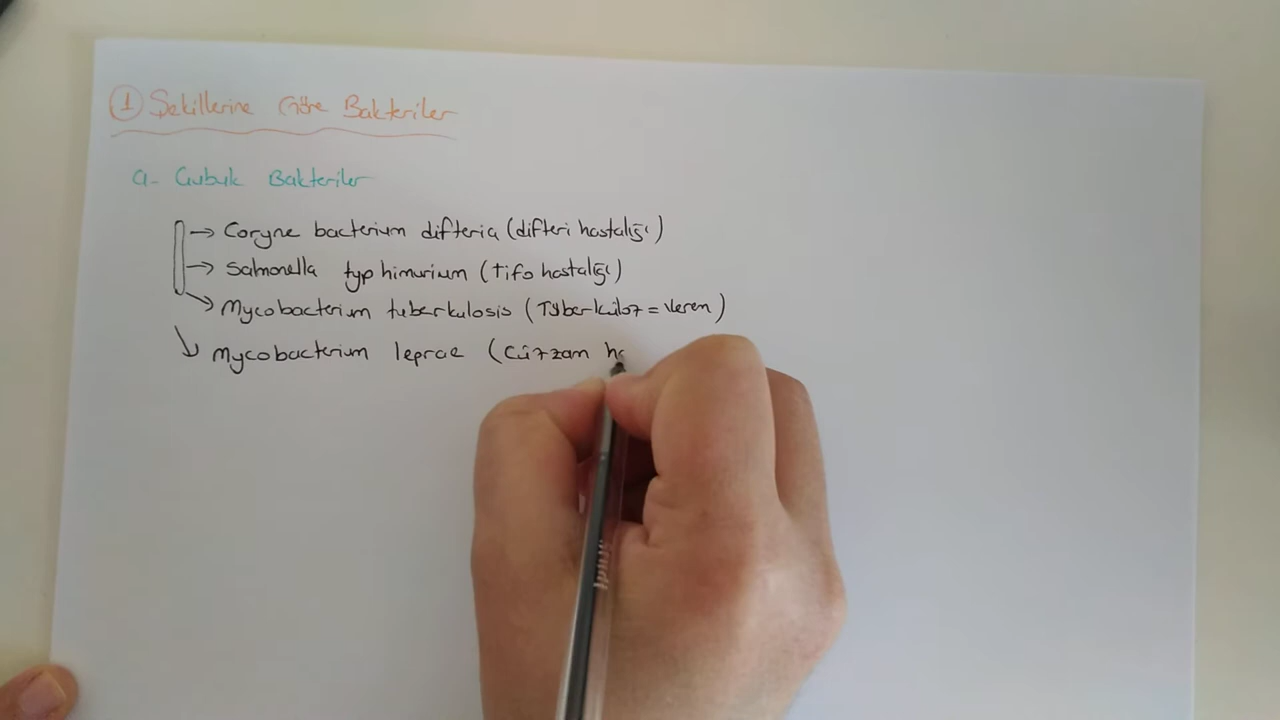 1 Şekillerine Göre Bakteriler
a- Çubuk Bakteriler
→ Coryne bacterium difteria (difteri hastalığı)
→ Salmonella typhimurium (tifo hastalığı)
→ Mycobacterium tuberkulosis (Tüberküloz = Verem)
→ Mycobacterium leprae (Cüzzam ha